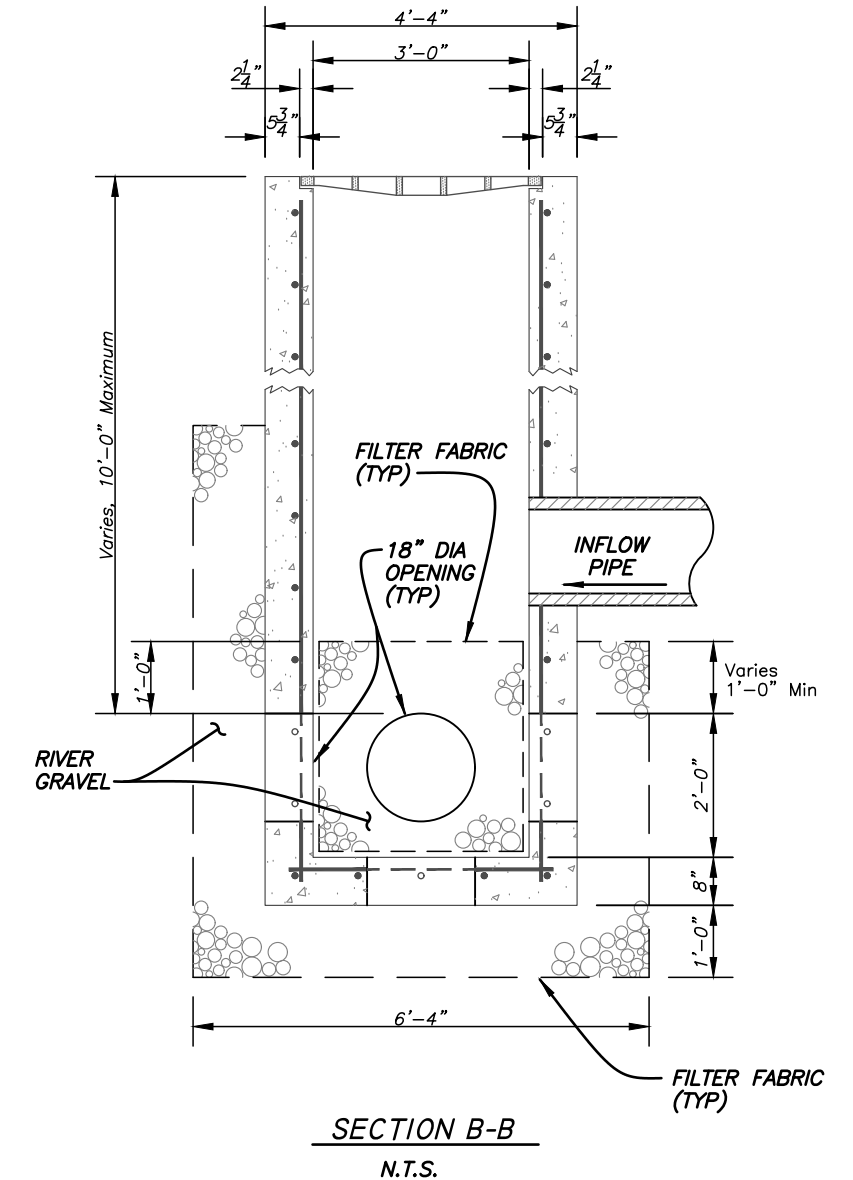 4'-4"
3'-0"
2 1/4"
2 1/4"
5 3/4"
5 3/4"
Varies, 10'-0" Maximum
FILTER FABRIC
(TYP)
18" DIA
OPENING
(TYP)
INFLOW
PIPE
1'-0"
Varies
1'-0" Min
RIVER
GRAVEL
2'-0"
8"
1'-0"
6'-4"
FILTER FABRIC
(TYP)
SECTION B-B
N.T.S.